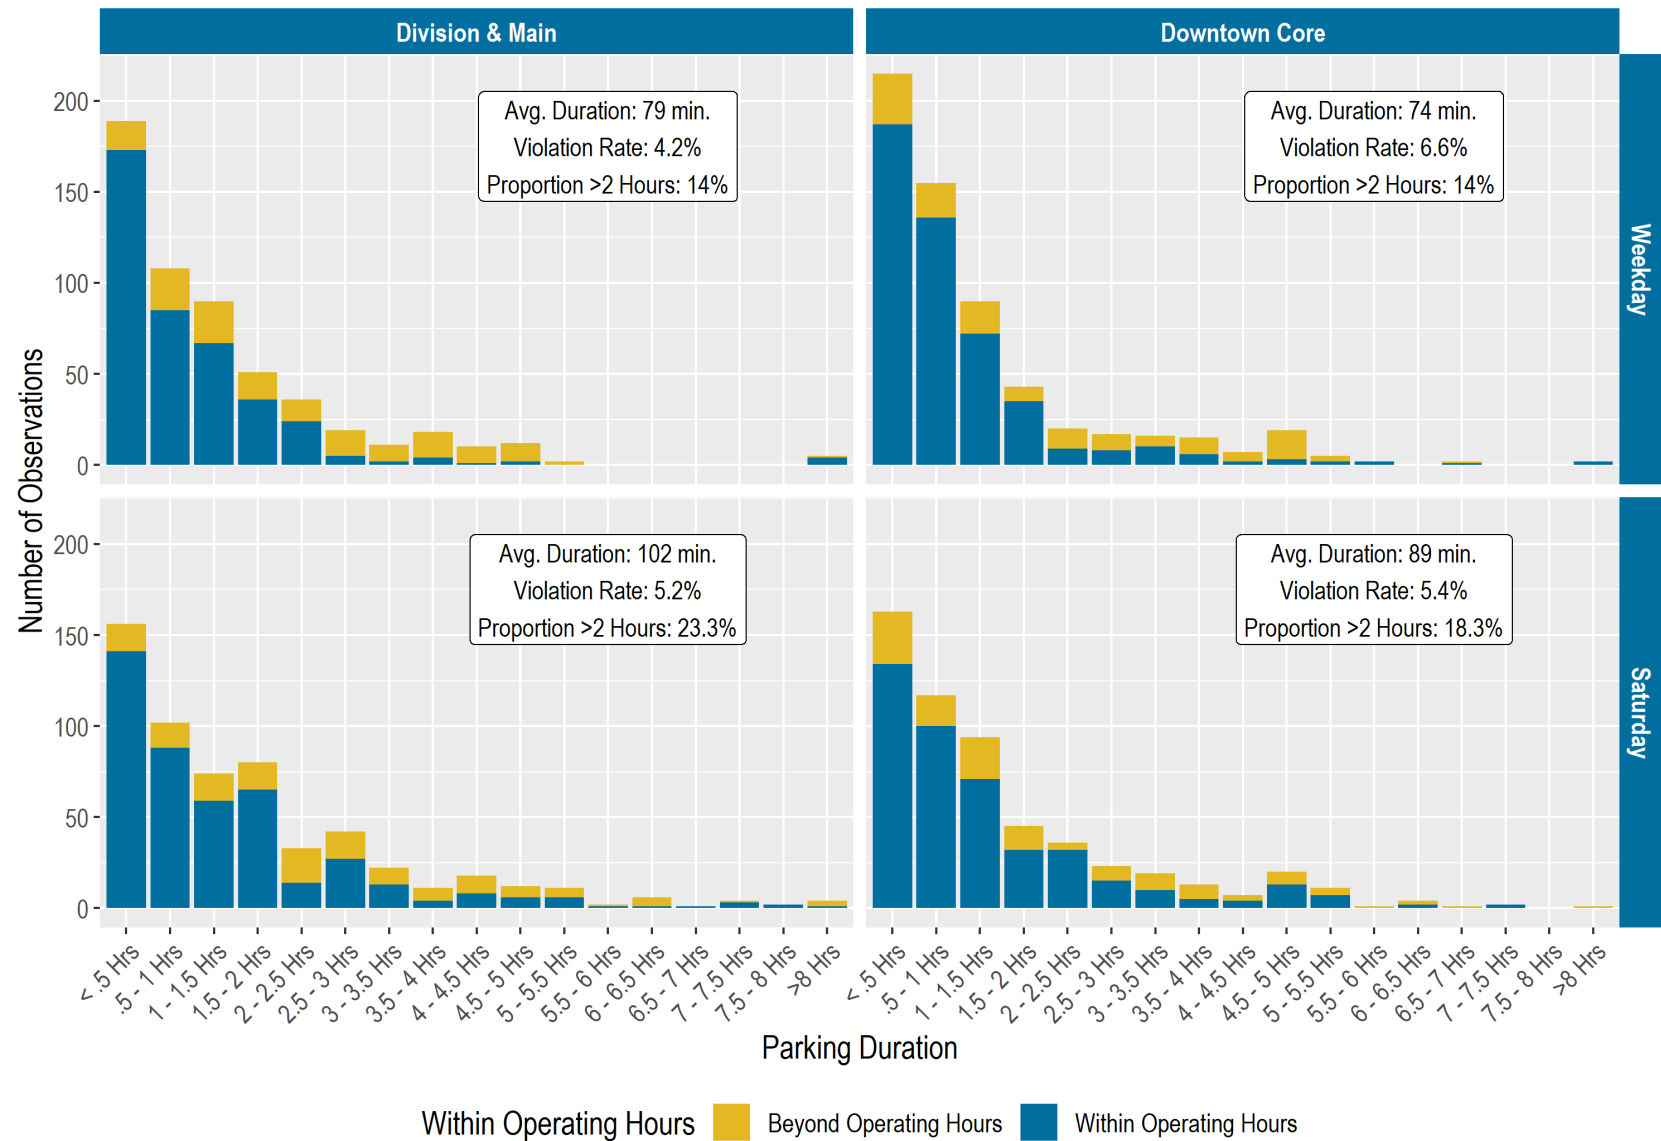 Division & Main
Downtown Core
Number of Observations
200
150
100
50
0
Avg. Duration: 79 min.
Violation Rate: 4.2%
Proportion >2 Hours: 14%
Avg. Duration: 74 min.
Violation Rate: 6.6%
Proportion >2 Hours: 14%
Weekday
200
150
100
50
0
Avg. Duration: 102 min.
Violation Rate: 5.2%
Proportion >2 Hours: 23.3%
Avg. Duration: 89 min.
Violation Rate: 5.4%
Proportion >2 Hours: 18.3%
Saturday
< .5 Hrs
.5 - 1 Hrs
1 - 1.5 Hrs
1.5 - 2 Hrs
2 - 2.5 Hrs
2.5 - 3 Hrs
3 - 3.5 Hrs
3.5 - 4 Hrs
4 - 4.5 Hrs
4.5 - 5 Hrs
5 - 5.5 Hrs
5.5 - 6 Hrs
6 - 6.5 Hrs
6.5 - 7 Hrs
7 - 7.5 Hrs
7.5 - 8 Hrs
>8 Hrs
< .5 Hrs
.5 - 1 Hrs
1 - 1.5 Hrs
1.5 - 2 Hrs
2 - 2.5 Hrs
2.5 - 3 Hrs
3 - 3.5 Hrs
3.5 - 4 Hrs
4 - 4.5 Hrs
4.5 - 5 Hrs
5 - 5.5 Hrs
5.5 - 6 Hrs
6 - 6.5 Hrs
6.5 - 7 Hrs
7 - 7.5 Hrs
7.5 - 8 Hrs
>8 Hrs
Parking Duration
Within Operating Hours
Beyond Operating Hours
Within Operating Hours